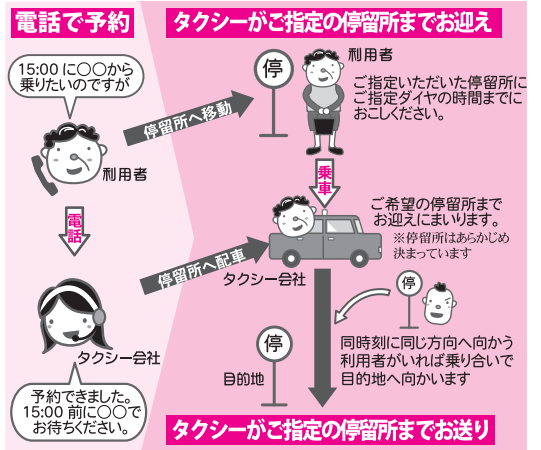 電話で予約
15:00に〇〇から
乗りたいのですが
利用者
電話
タクシー会社
予約できました。
15:00前に〇〇で
お待ちください。
停留所へ移動
停留所へ配車
タクシーがご指定の停留所までお迎え
停
利用者
ご指定いただいた停留所に
ご指定ダイヤの時間までに
おこしください。
乗車
ご希望の停留所まで
お迎えにまいります。
※停留所はあらかじめ
決まっています
タクシー会社
停
同時刻に同じ方向へ向かう
利用者がいれば乗り合いで
目的地へ向かいます
停
目的地
タクシーがご指定の停留所までお送り